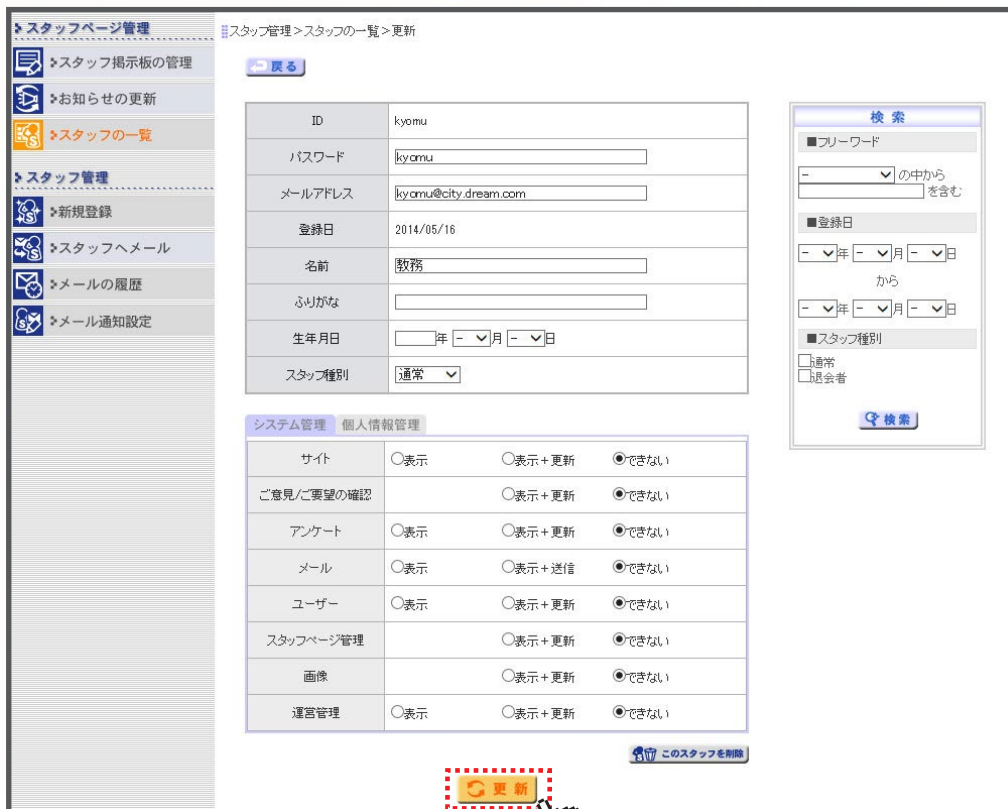 スタッフページ管理
スタッフ掲示板の管理
お知らせの更新
スタッフの一覧
スタッフ管理
新規登録
スタッフへメール
メールの履歴
メール通知設定
スタッフ管理>スタッフの一覧>更新
戻る
ID kyomu
パスワード kyomu
メールアドレス kyomu@city.dream.com
登録日 2014/05/16
名前 教務
ふりがな
生年月日 年 - 月 - 日
スタッフ種別 通常
システム管理 個人情報管理
サイト 表示 表示+更新 できない
ご意見/ご要望の確認 表示+更新 できない
アンケート 表示 表示+更新 できない
メール 表示 表示+送信 できない
ユーザー 表示 表示+更新 できない
スタッフページ管理 表示+更新 できない
画像 表示+更新 できない
運営管理 表示 表示+更新 できない
このスタッフを削除
更新
検索
■フリーワード
- の中から
を含む
■登録日
- 年 - 月 - 日
から
- 年 - 月 - 日
■スタッフ種別
通常
退会者
検索